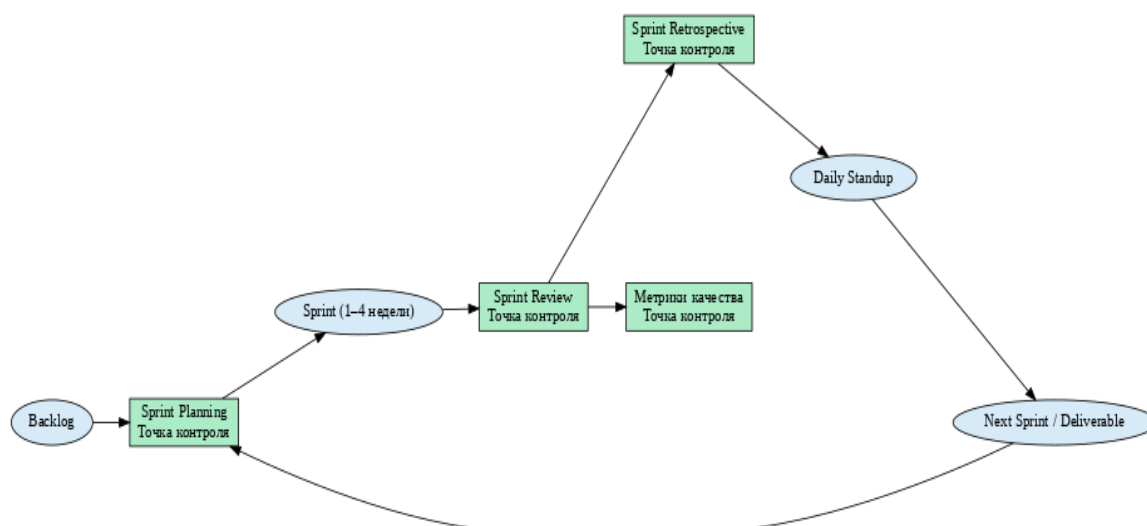 Sprint Retrospective
Точка контроля
Daily Standup
Sprint (1–4 недели)
Sprint Review
Точка контроля
Метрики качества
Точка контроля
Backlog
Sprint Planning
Точка контроля
Next Sprint / Deliverable